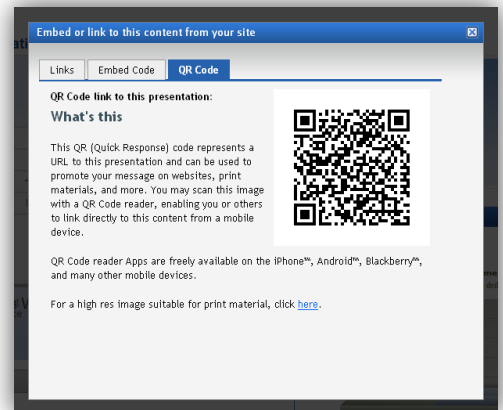 Embed or link to this content from your site
Links
Embed Code
QR Code
QR Code link to this presentation:
What's this
This QR (Quick Response) code represents a
URL to this presentation and can be used to
promote your message on websites, print
materials, and more. You may scan this image
with a QR Code reader, enabling you or others
to link directly to this content from a mobile
device.
QR Code reader Apps are freely available on the iPhone™, Android™, Blackberry™,
and many other mobile devices.
For a high res image suitable for print material, click here.